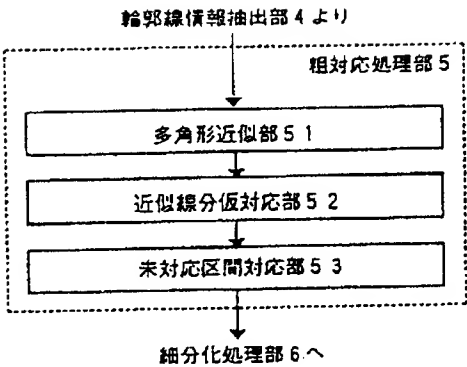 輪郭線情報抽出部4より
粗対応処理部5
多角形近似部51
近似線分仮対応部52
未対応区間対応部53
細分化処理部6へ